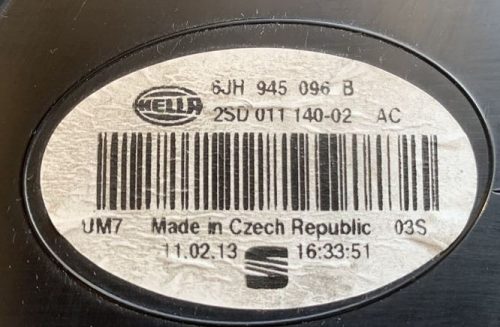 HELLA
6JH 945 096 B
2SD 011 140-02 AC
UM7 Made in Czech Republic 03S
11.02.13 16:33:51